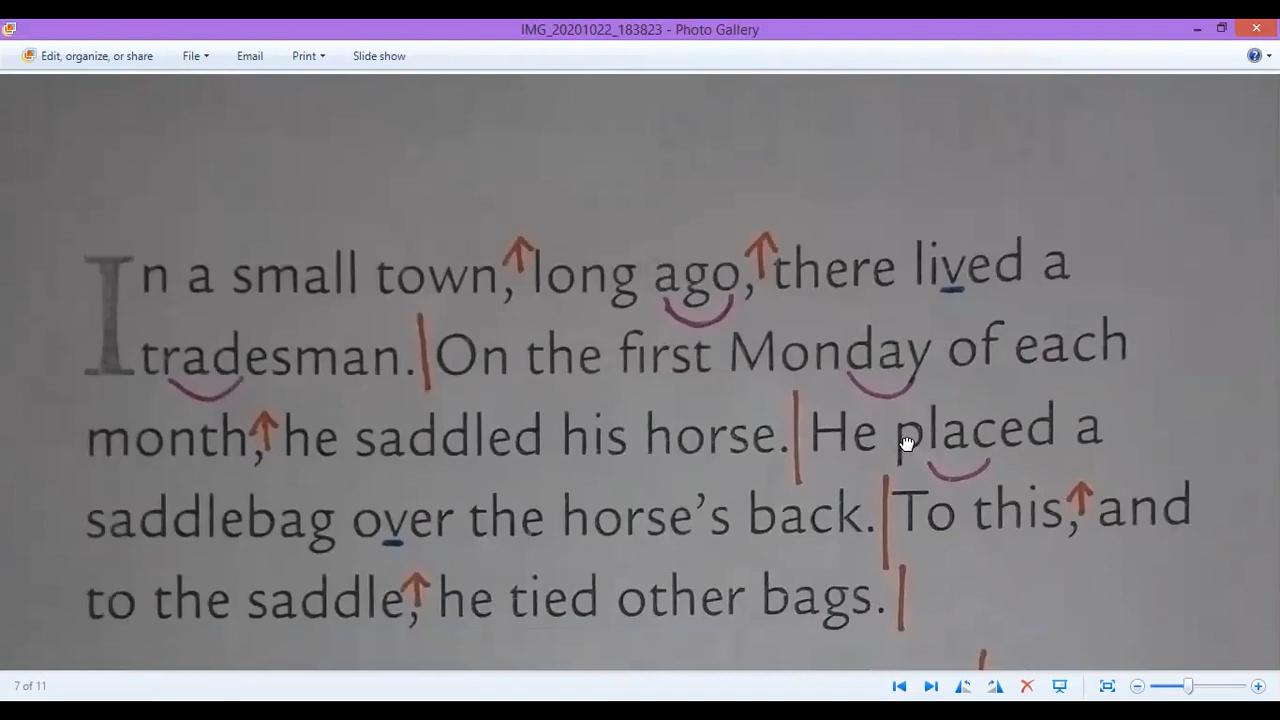 IMG_20201022_183823 - Photo Gallery
Edit, organize, or share File Email Print Slide show
In a small town, long ago, there lived a
tradesman. On the first Monday of each
month, he saddled his horse. He placed a
saddlebag over the horse's back. To this, and
to the saddle, he tied other bags.
7 of 11